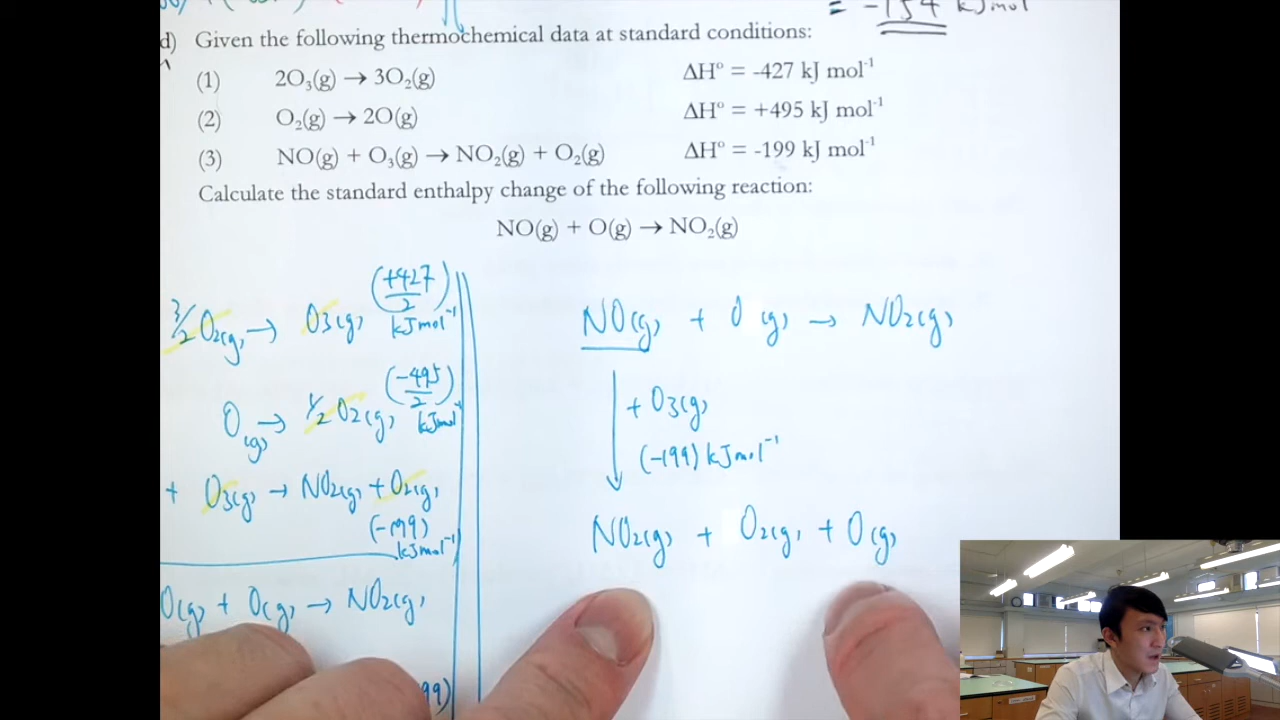 = -154 kJmol
d) Given the following thermochemical data at standard conditions:
(1) 2O₃(g) → 3O₂(g) ΔH° = -427 kJ mol⁻¹
(2) O₂(g) → 2O(g) ΔH° = +495 kJ mol⁻¹
(3) NO(g) + O₃(g) → NO₂(g) + O₂(g) ΔH° = -199 kJ mol⁻¹
Calculate the standard enthalpy change of the following reaction:
NO(g) + O(g) → NO₂(g)
3/2 O₂(g) → O₃(g) (+427/2) kJmol⁻¹
O(g) → 1/2 O₂(g) (-495/2) kJmol⁻¹
+ O₃(g) → NO₂(g) + O₂(g)
(-199)
kJmol⁻¹
O(g) + O(g) → NO₂(g)
99)
NO(g) + O(g) → NO₂(g)
+ O₃(g)
(-199) kJmol⁻¹
NO₂(g) + O₂(g) + O(g)